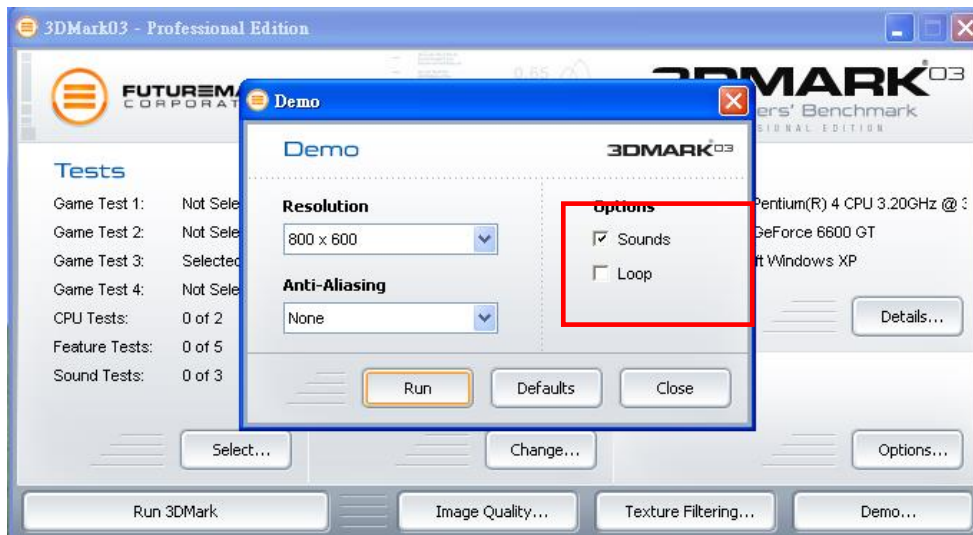 3DMark03 - Professional Edition
FUTUREMA
CORPORAT
0.65
3DMARK03
ers' Benchmark
SIONAL EDITION
Demo
Demo
3DMARK03
Resolution
800 x 600
Anti-Aliasing
None
Options
Sounds
Loop
Run
Defaults
Close
Tests
Game Test 1: Not Sele
Game Test 2: Not Sele
Game Test 3: Selected
Game Test 4: Not Sele
CPU Tests: 0 of 2
Feature Tests: 0 of 5
Sound Tests: 0 of 3
Pentium(R) 4 CPU 3.20GHz @ 3
GeForce 6600 GT
ft Windows XP
Details...
Select...
Change...
Options...
Run 3DMark
Image Quality...
Texture Filtering...
Demo...